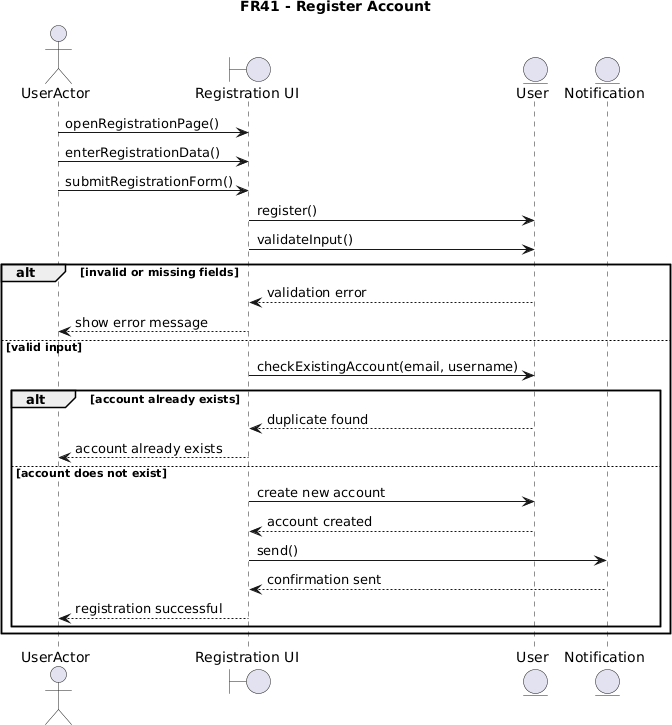 FR41 - Register Account
UserActor
Registration UI
User
Notification
openRegistrationPage()
enterRegistrationData()
submitRegistrationForm()
register()
validateInput()
alt
[invalid or missing fields]
validation error
show error message
[valid input]
checkExistingAccount(email, username)
alt
[account already exists]
duplicate found
account already exists
[account does not exist]
create new account
account created
send()
confirmation sent
registration successful
UserActor
Registration UI
User
Notification